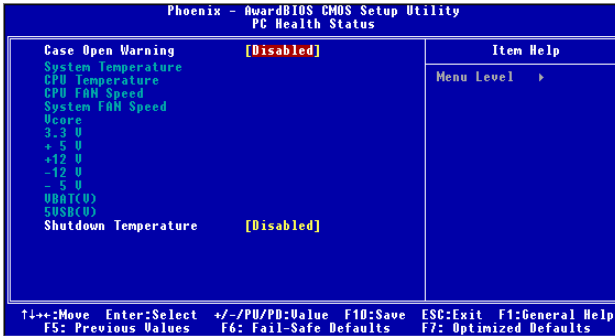 Phoenix - AwardBIOS CMOS Setup Utility
PC Health Status
Case Open Warning [Disabled] Item Help
System Temperature
CPU Temperature Menu Level ▸
CPU FAN Speed
System FAN Speed
Vcore
3.3 V
+ 5 V
+12 V
-12 V
- 5 V
VBAT(V)
5VSB(V)
Shutdown Temperature [Disabled]
↑↓→←:Move Enter:Select +/-/PU/PD:Value F10:Save ESC:Exit F1:General Help
F5: Previous Values F6: Fail-Safe Defaults F7: Optimized Defaults